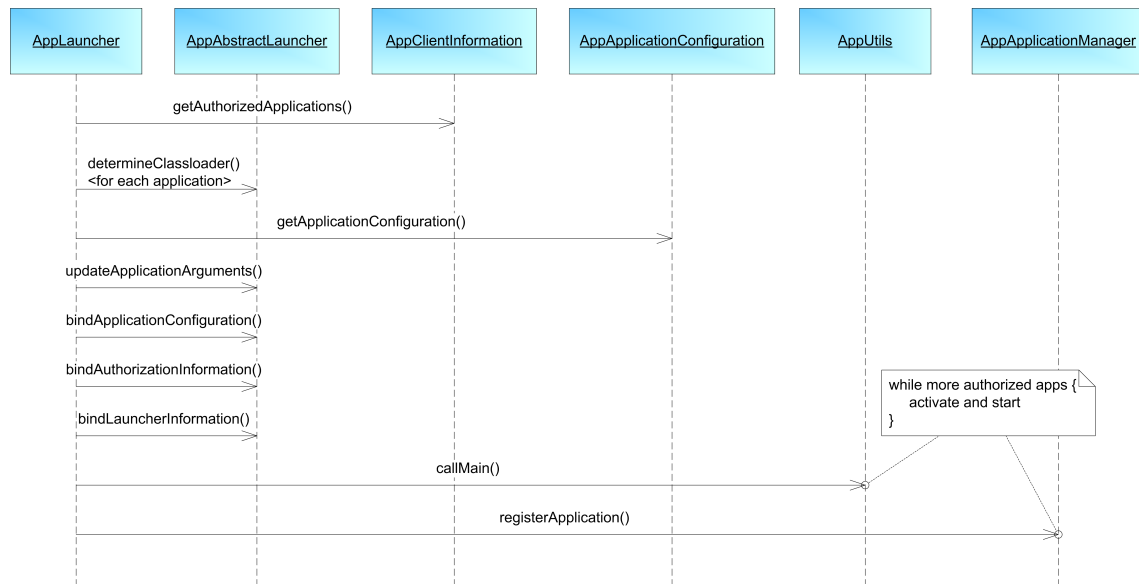 AppLauncher
AppAbstractLauncher
AppClientInformation
AppApplicationConfiguration
AppUtils
AppApplicationManager
getAuthorizedApplications()
determineClassloader()
<for each application>
getApplicationConfiguration()
updateApplicationArguments()
bindApplicationConfiguration()
bindAuthorizationInformation()
while more authorized apps {
activate and start
}
bindLauncherInformation()
callMain()
registerApplication()